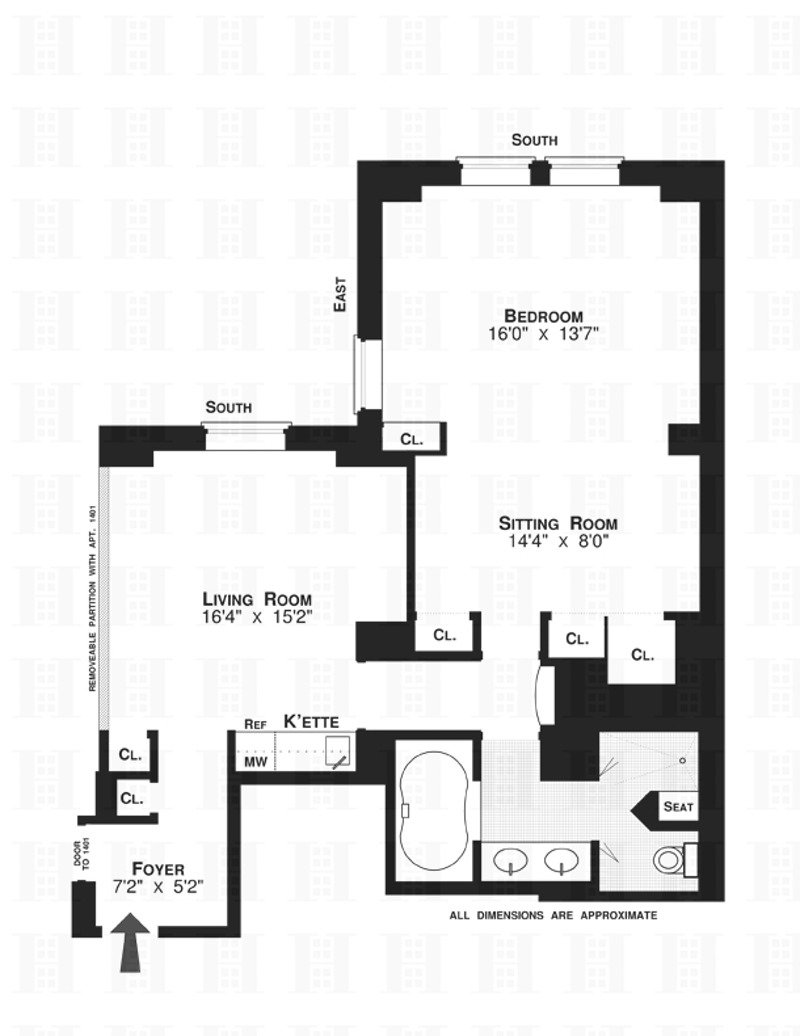 SOUTH
EAST
BEDROOM
16'0" X 13'7"
SOUTH
CL.
REMOVEABLE PARTITION WITH APT. 1401
SITTING ROOM
14'4" X 8'0"
LIVING ROOM
16'4" X 15'2"
CL.
CL.
CL.
REF
K'ETTE
MW
CL.
CL.
SEAT
DOOR
TO 1401
FOYER
7'2" X 5'2"
ALL DIMENSIONS ARE APPROXIMATE